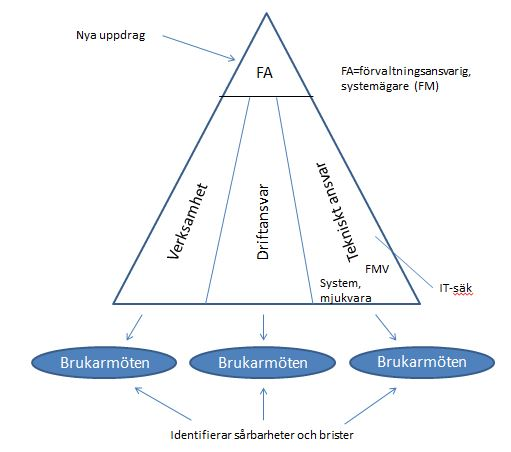 Nya uppdrag
FA
FA=förvaltningsansvarig,
systemägare (FM)
Verksamhet
Driftansvar
Tekniskt ansvar
FMV
System,
mjukvara
IT-säk
Brukarmöten
Brukarmöten
Brukarmöten
Identifierar sårbarheter och brister